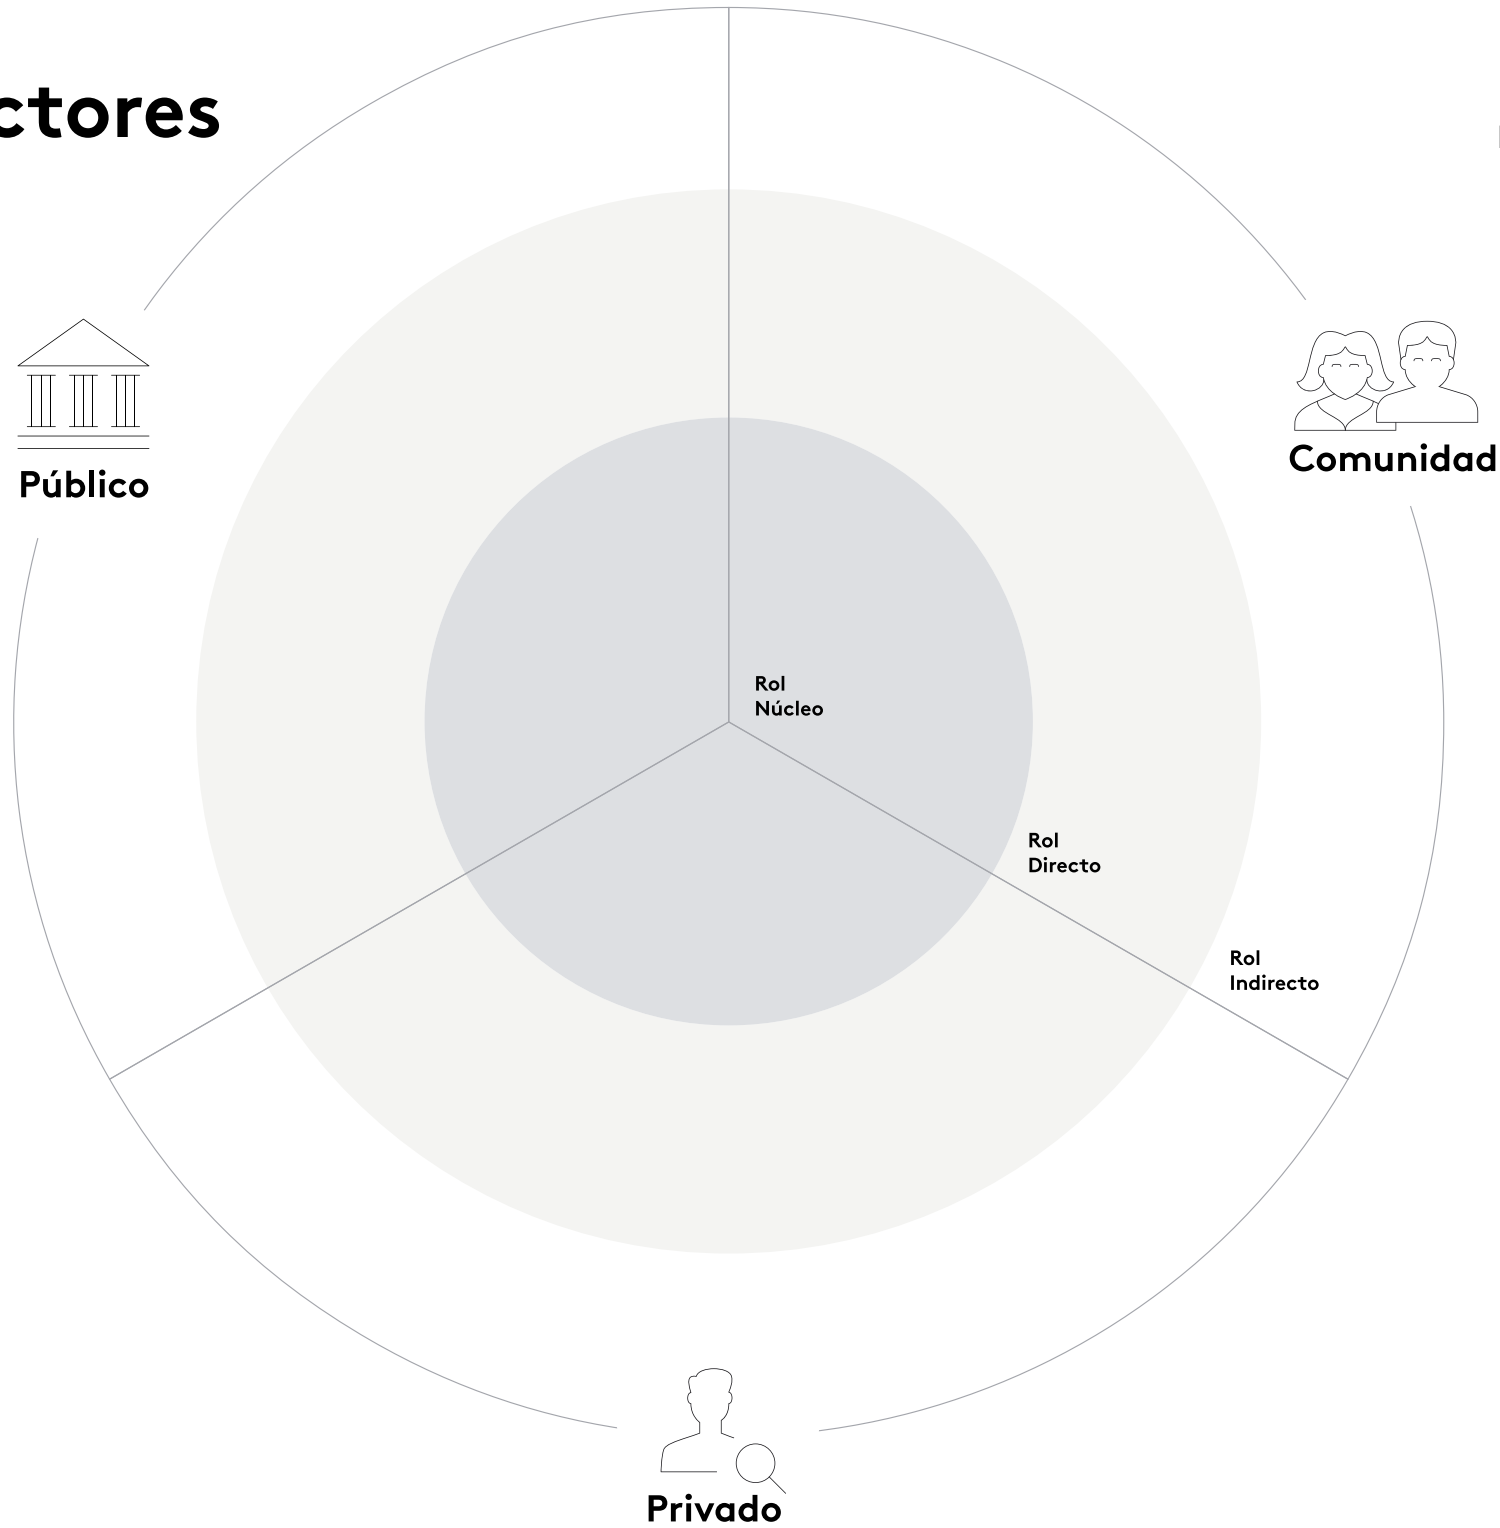 ctores
Público
Comunidad
Rol
Núcleo
Rol
Directo
Rol
Indirecto
Privado